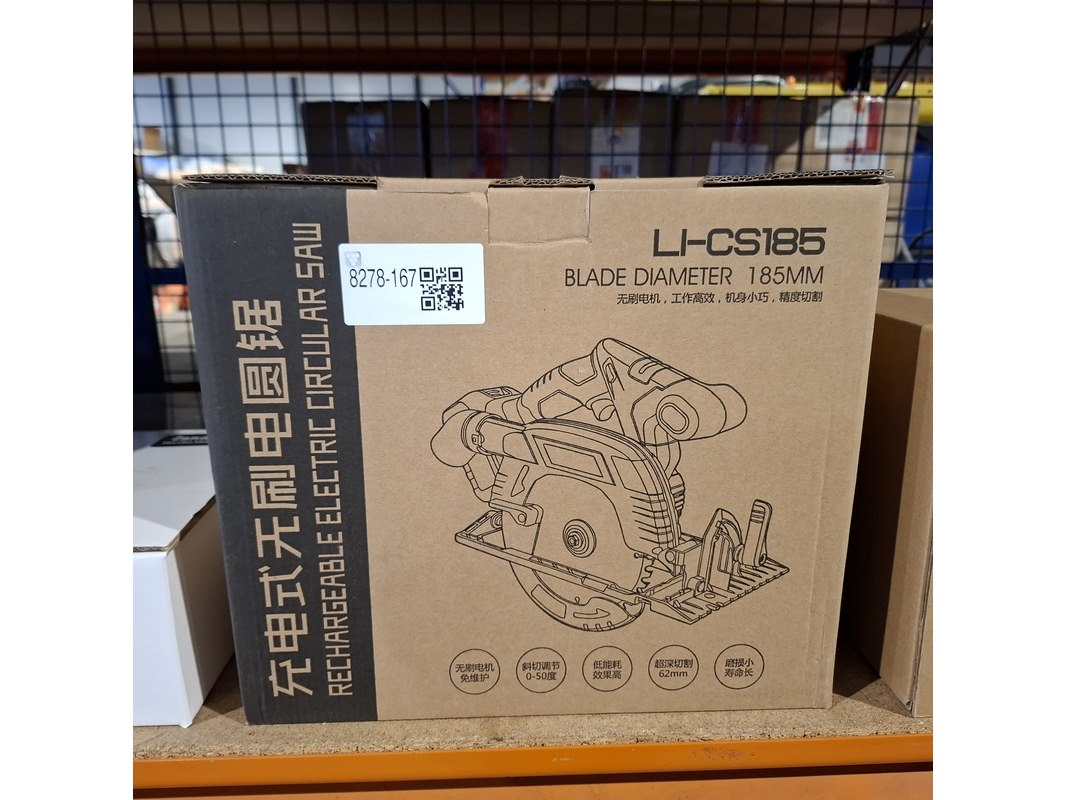 充电式无刷电圆锯
RECHARGEABLE ELECTRIC CIRCULAR SAW
8278-167
LI-CS185
BLADE DIAMETER 185MM
无刷电机，工作高效，机身小巧，精度切割
无刷电机
免维护
斜切调节
0-50度
低能耗
效果高
超深切割
62mm
磨损小
寿命长